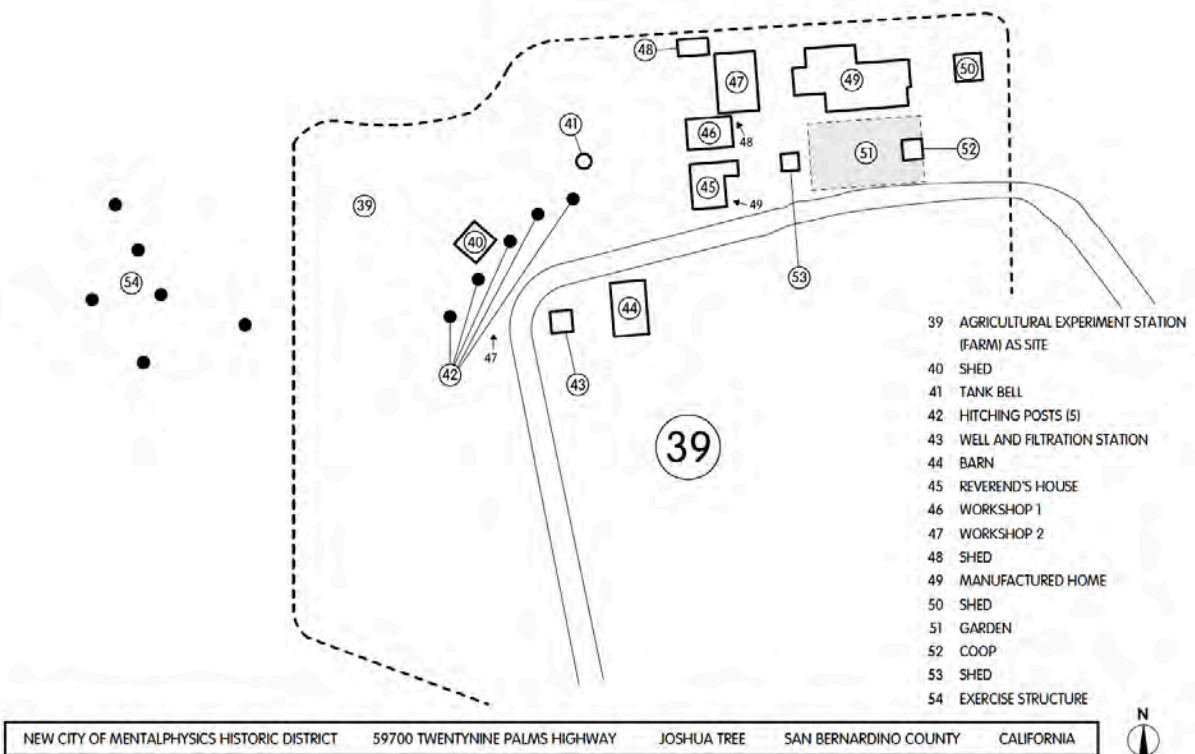 48
47
49
50
41
46
48
51
52
45
49
39
40
54
53
44
47
42
43
39
39 AGRICULTURAL EXPERIMENT STATION
(FARM) AS SITE
40 SHED
41 TANK BELL
42 HITCHING POSTS (5)
43 WELL AND FILTRATION STATION
44 BARN
45 REVEREND'S HOUSE
46 WORKSHOP 1
47 WORKSHOP 2
48 SHED
49 MANUFACTURED HOME
50 SHED
51 GARDEN
52 COOP
53 SHED
54 EXERCISE STRUCTURE
N
NEW CITY OF MENTALPHYSICS HISTORIC DISTRICT 59700 TWENTYNINE PALMS HIGHWAY JOSHUA TREE SAN BERNARDINO COUNTY CALIFORNIA